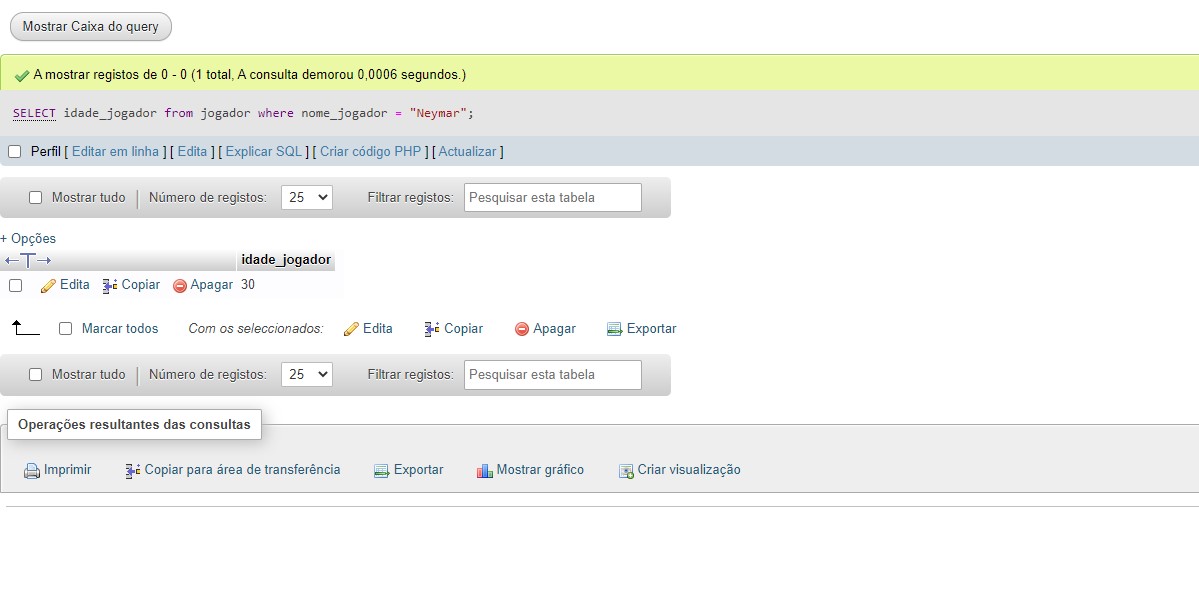 Mostrar Caixa do query
A mostrar registos de 0 - 0 (1 total, A consulta demorou 0,0006 segundos.)
SELECT idade_jogador from jogador where nome_jogador = "Neymar";
Perfil [ Editar em linha ] [ Edita ] [ Explicar SQL ] [ Criar código PHP ] [ Actualizar ]
Mostrar tudo | Número de registos: 25 Filtrar registos: Pesquisar esta tabela
+ Opções
←T→ idade_jogador
Edita Copiar Apagar 30
Marcar todos Com os seleccionados: Edita Copiar Apagar Exportar
Mostrar tudo | Número de registos: 25 Filtrar registos: Pesquisar esta tabela
Operações resultantes das consultas
Imprimir Copiar para área de transferência Exportar Mostrar gráfico Criar visualização